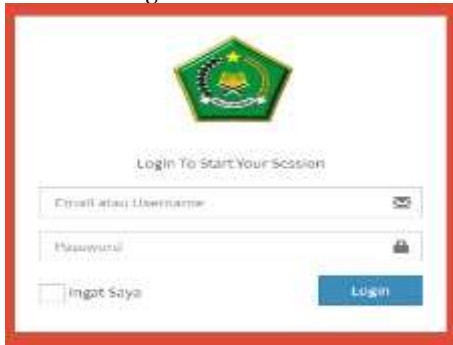 Login To Start Your Session
Email atau Username
Password
Ingat Saya
Login